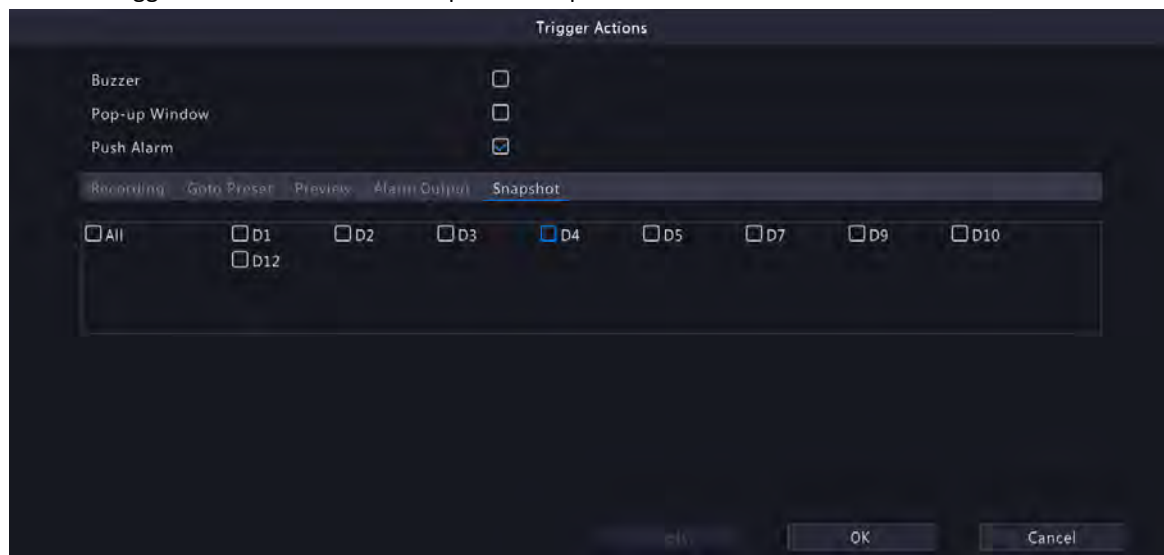 Trigger Actions
Buzzer
Pop-up Window
Push Alarm
Recording Goto Preset Preview Alarm Output Snapshot
All D1 D2 D3 D4 D5 D7 D9 D10
D12
OK Cancel